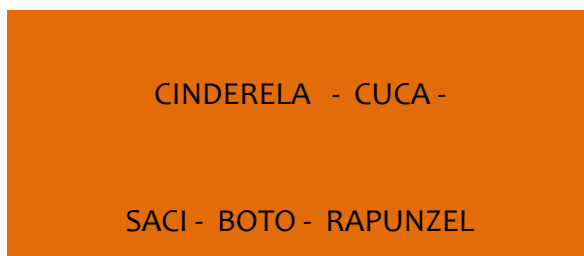 CINDERELA - CUCA -
SACI - BOTO - RAPUNZEL